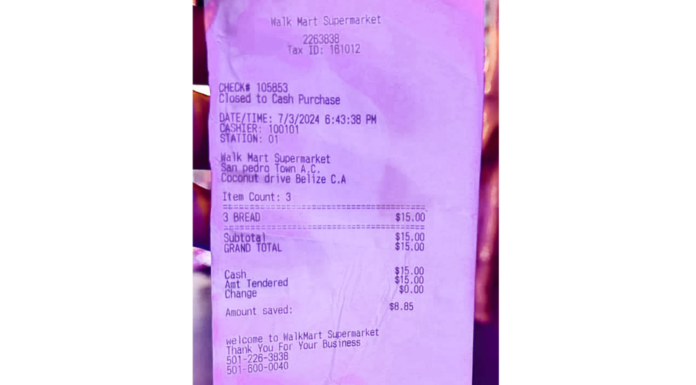 Walk Mart Supermarket
2263838
Tax ID: 161012
CHECK# 105853
Closed to Cash Purchase
DATE/TIME: 7/3/2024 6:43:38 PM
CASHIER: 100101
STATION: 01
Walk Mart Supermarket
San pedro Town A.C.
Coconut drive Belize C.A
Item Count: 3
3 BREAD $15.00
Subtotal $15.00
GRAND TOTAL $15.00
Cash $15.00
Amt Tendered $15.00
Change $0.00
Amount saved: $8.85
welcome to WalkMart Supermarket
Thank You For Your Business
501-226-3838
501-600-0040